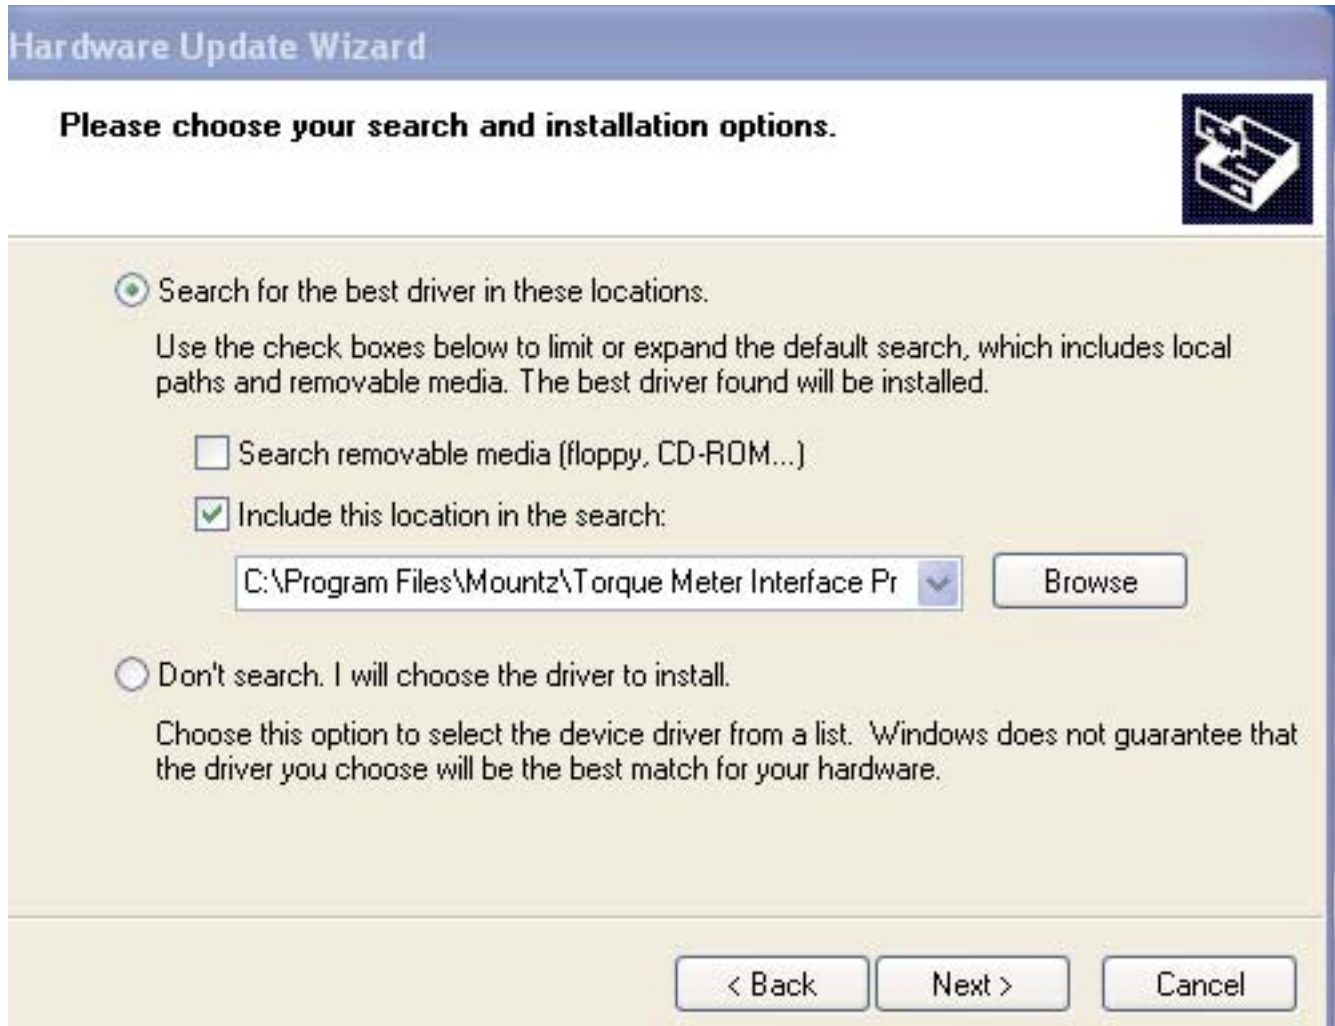 Hardware Update Wizard
Please choose your search and installation options.
Search for the best driver in these locations.
Use the check boxes below to limit or expand the default search, which includes local
paths and removable media. The best driver found will be installed.
Search removable media (floppy, CD-ROM...)
Include this location in the search:
C:\Program Files\Mountz\Torque Meter Interface Pr
Browse
Don't search. I will choose the driver to install.
Choose this option to select the device driver from a list.  Windows does not guarantee that
the driver you choose will be the best match for your hardware.
< Back Next > Cancel